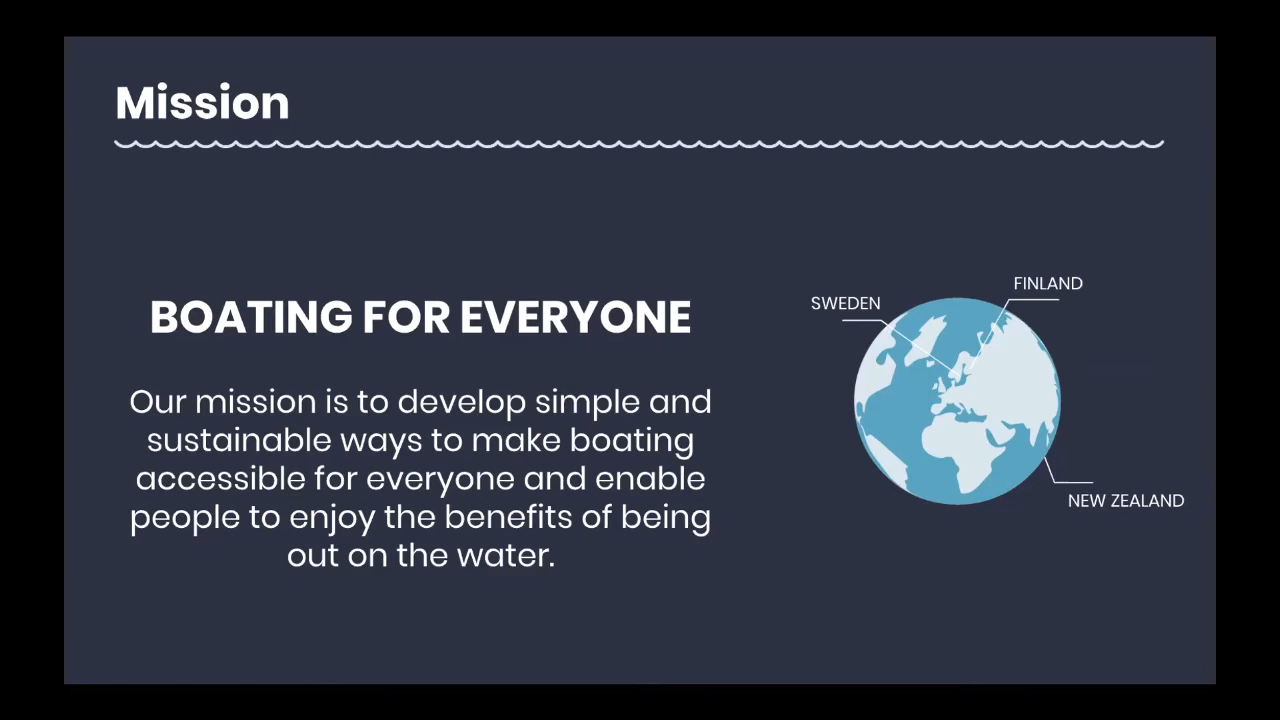 Mission
BOATING FOR EVERYONE
Our mission is to develop simple and
sustainable ways to make boating
accessible for everyone and enable
people to enjoy the benefits of being
out on the water.
SWEDEN
FINLAND
NEW ZEALAND